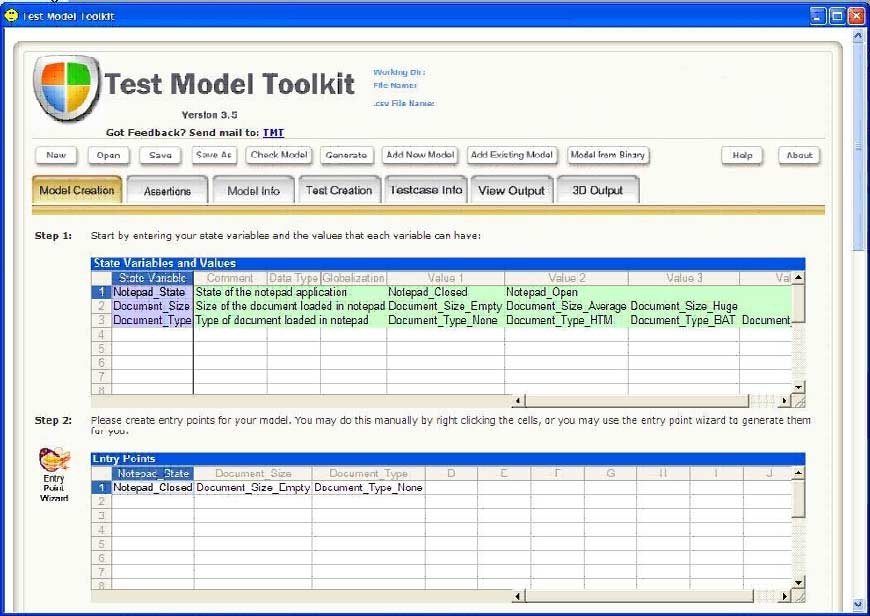 Test Model Toolkit
Test Model Toolkit
Working Dir:
File Name:
.csv File Name:
Version 3.5
Got Feedback? Send mail to: TMT
New Open Save Save As Check Model Generate Add New Model Add Existing Model Model from Binary Help About
Model Creation Assertions Model Info Test Creation Testcase Info View Output 3D Output
Step 1: Start by entering your state variables and the values that each variable can have:
State Variables and Values
State Variable Comment Data Type Globalization Value 1 Value 2 Value 3 Va
1 Notepad_State State of the notepad application Notepad_Closed Notepad_Open
2 Document_Size Size of the document loaded in notepad Document_Size_Empty Document_Size_Average Document_Size_Huge
3 Document_Type Type of document loaded in notepad Document_Type_None Document_Type_HTM Document_Type_BAT Document
4
5
6
7
8
Step 2: Please create entry points for your model. You may do this manually by right clicking the cells, or you may use the entry point wizard to generate them
for you.
Entry
Point
Wizard
Entry Points
Notepad_State Document_Size Document_Type D E F G H I J
1 Notepad_Closed Document_Size_Empty Document_Type_None
2
3
4
5
6
7
8